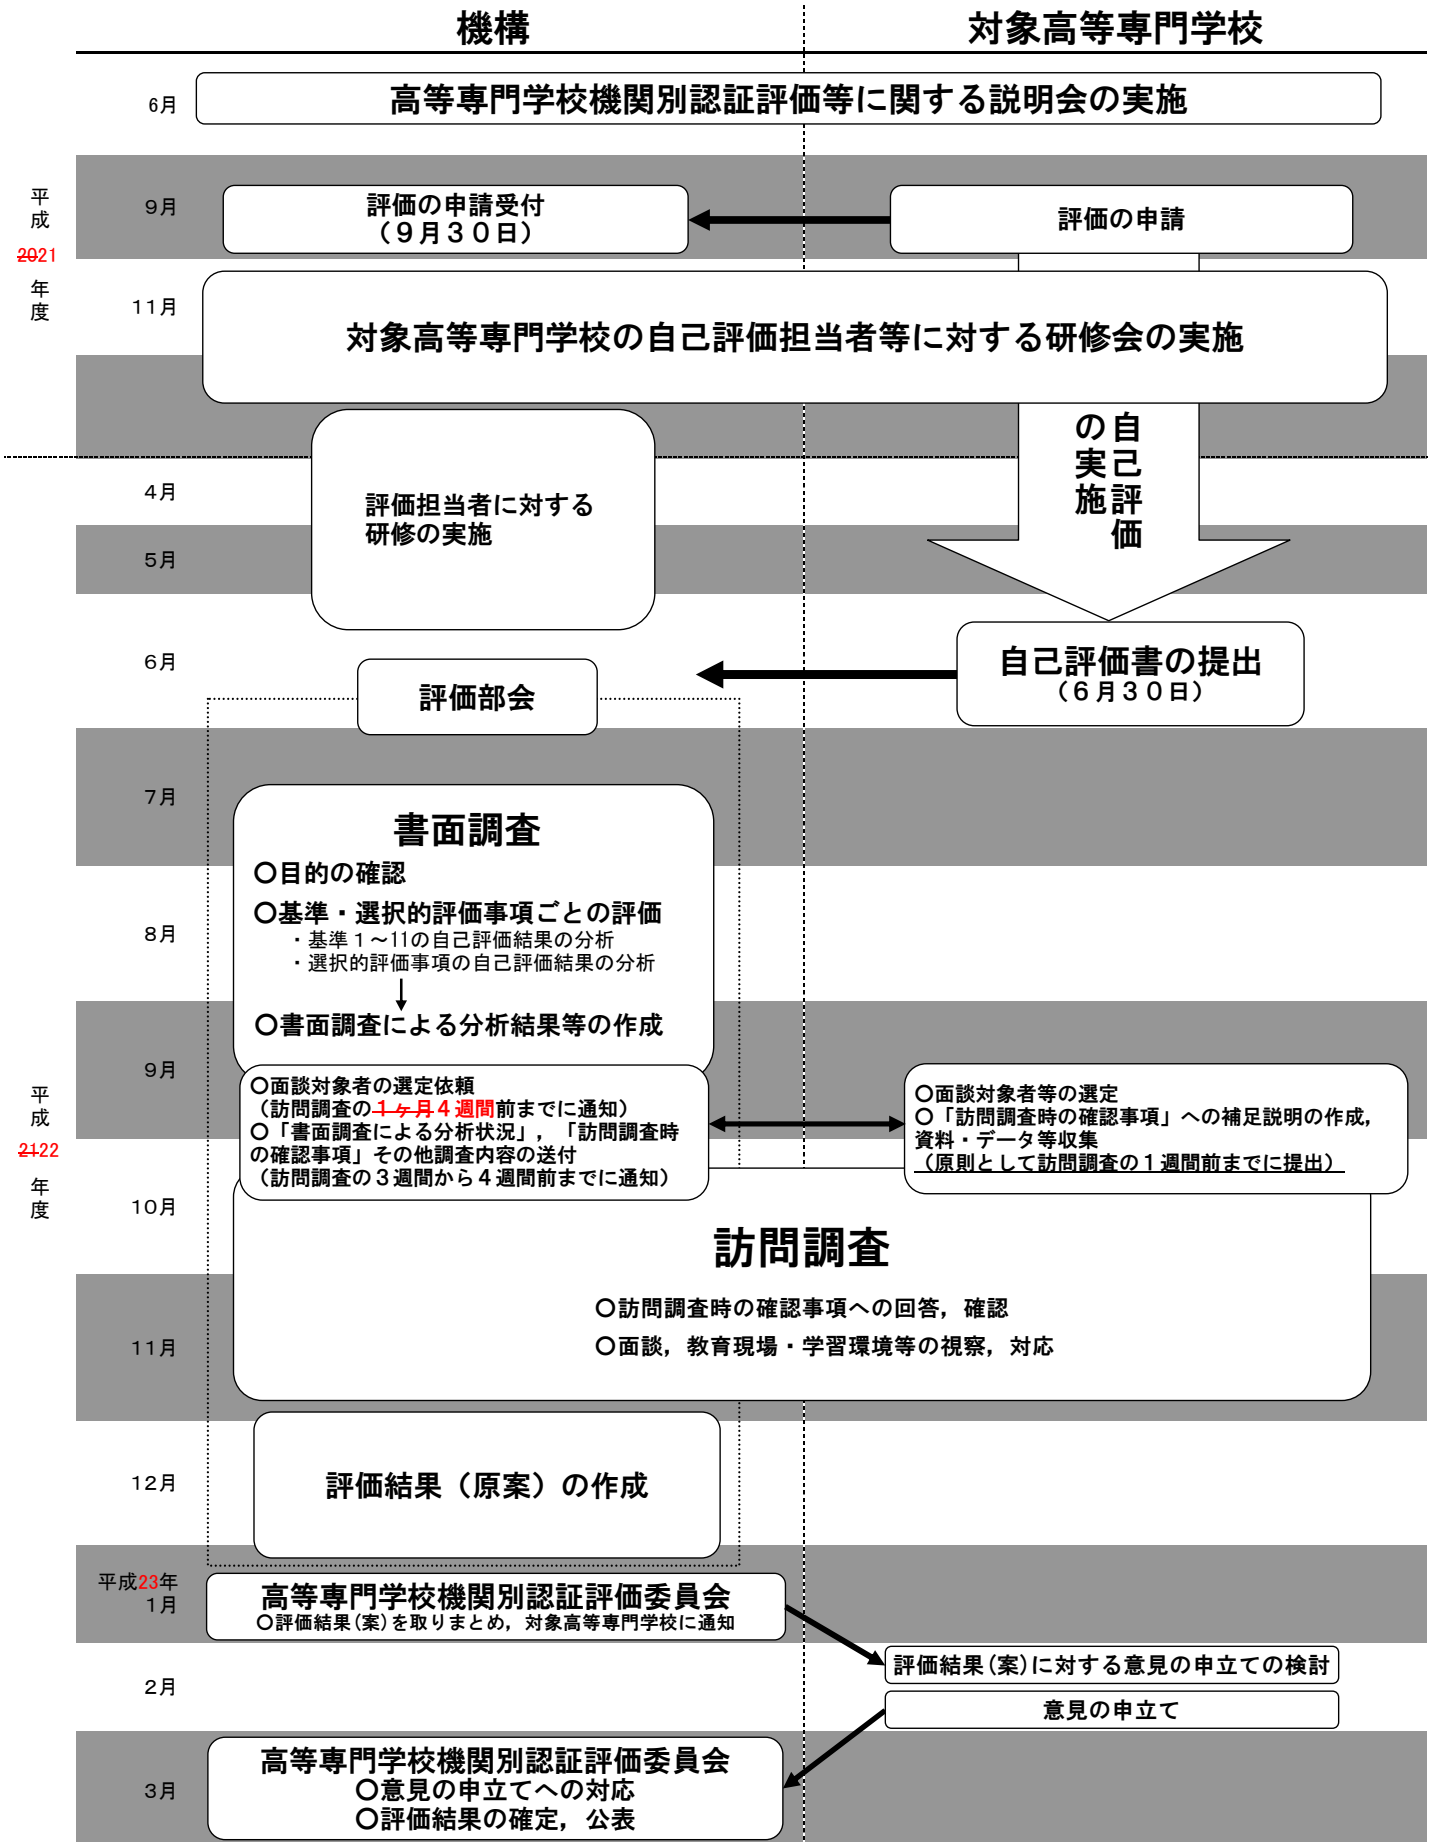 機構
対象高等専門学校
6月
高等専門学校機関別認証評価等に関する説明会の実施
平成
2021
年度
9月
評価の申請受付
（９月３０日）
評価の申請
11月
対象高等専門学校の自己評価担当者等に対する研修会の実施
自己評価
の実施
4月
評価担当者に対する
研修の実施
5月
6月
自己評価書の提出
（６月３０日）
評価部会
7月
書面調査
〇目的の確認
〇基準・選択的評価事項ごとの評価
・基準１～11の自己評価結果の分析
・選択的評価事項の自己評価結果の分析
8月
〇書面調査による分析結果等の作成
9月
平成
2122
年度
〇面談対象者の選定依頼
（訪問調査の１ヶ月４週間前までに通知）
〇「書面調査による分析状況」，「訪問調査時
の確認事項」その他調査内容の送付
（訪問調査の３週間から４週間前までに通知）
〇面談対象者等の選定
〇「訪問調査時の確認事項」への補足説明の作成，
資料・データ等収集
（原則として訪問調査の１週間前までに提出）
10月
訪問調査
〇訪問調査時の確認事項への回答，確認
〇面談，教育現場・学習環境等の視察，対応
11月
12月
評価結果（原案）の作成
平成23年
1月
高等専門学校機関別認証評価委員会
〇評価結果(案)を取りまとめ，対象高等専門学校に通知
評価結果(案)に対する意見の申立ての検討
2月
意見の申立て
3月
高等専門学校機関別認証評価委員会
〇意見の申立てへの対応
〇評価結果の確定，公表